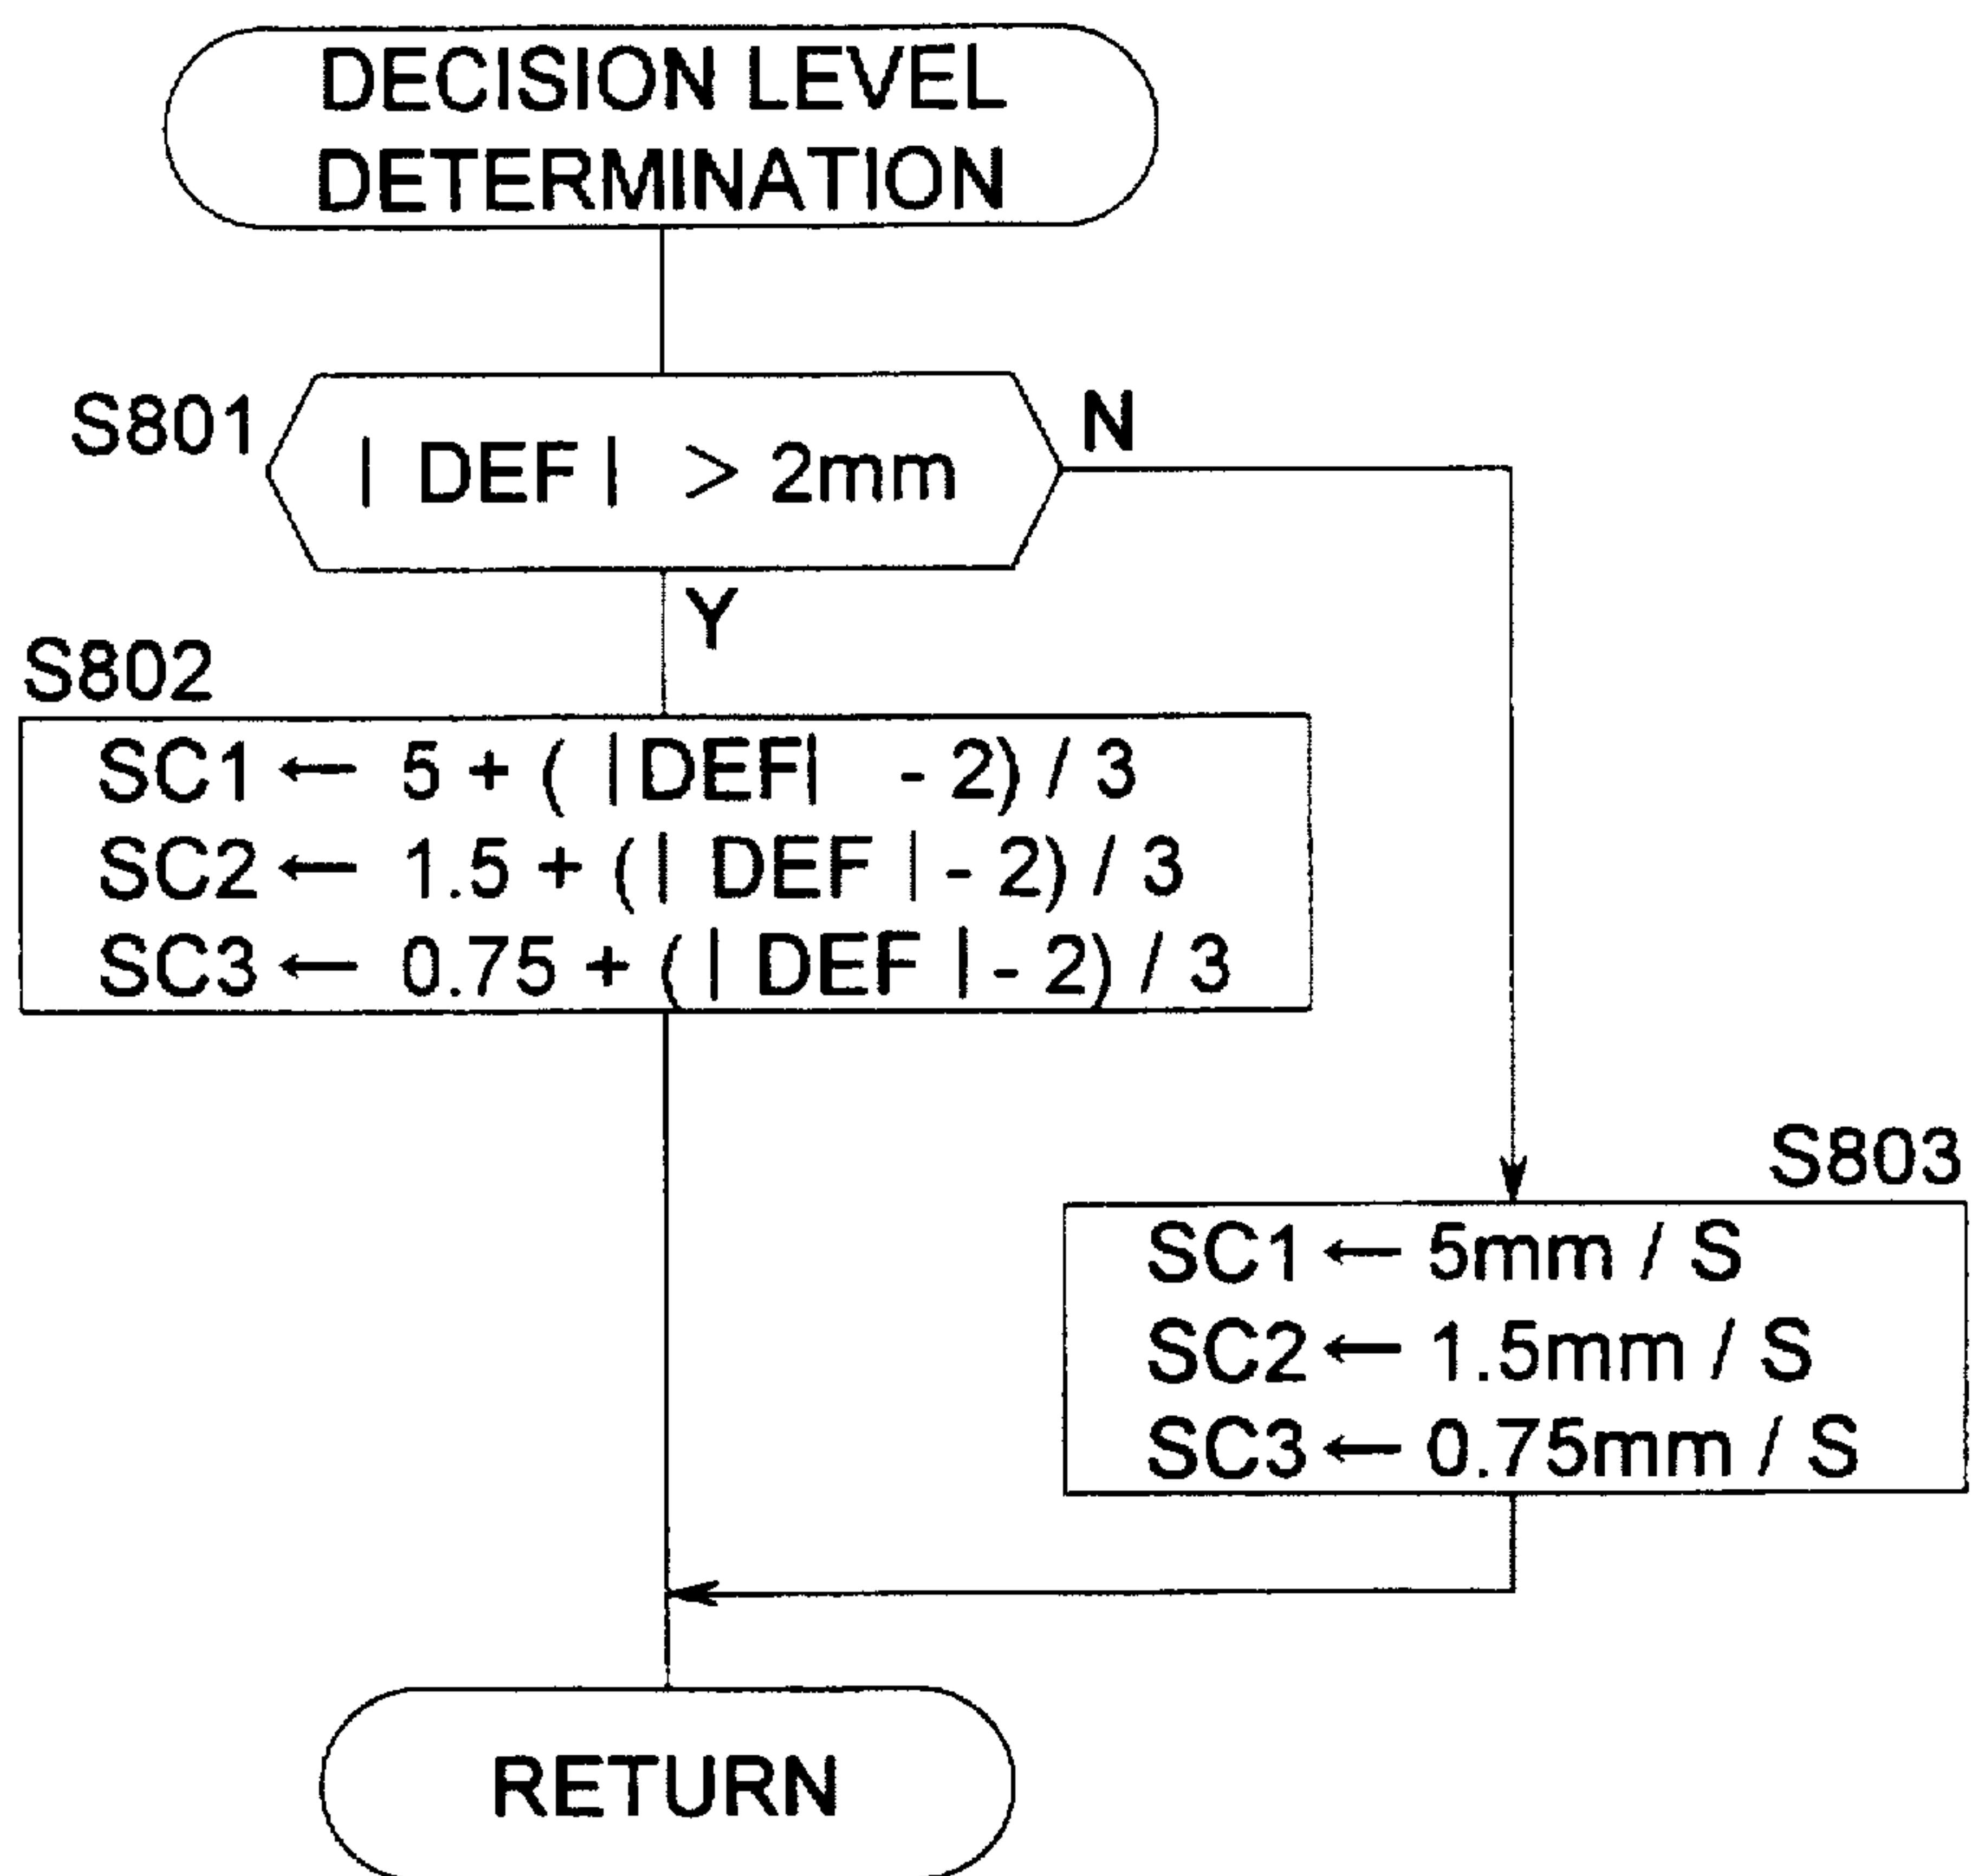 DECISION LEVEL
DETERMINATION
S801
| DEF | > 2mm
N
Y
S802
SC1 ← 5 + ( |DEF| - 2) / 3
SC2 ← 1.5 + (| DEF | - 2) / 3
SC3 ← 0.75 + ( | DEF | - 2) / 3
S803
SC1 ← 5mm / S
SC2 ← 1.5mm / S
SC3 ← 0.75mm / S
RETURN